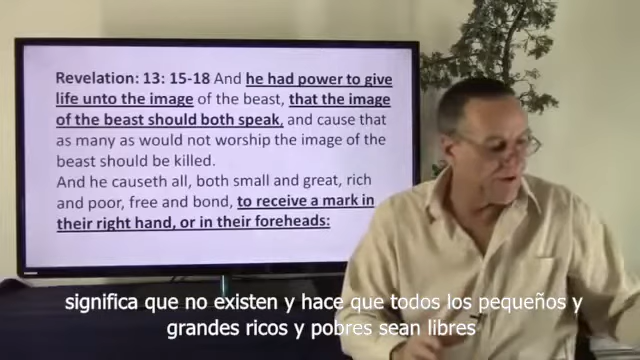 Revelation: 13: 15-18 And he had power to give
life unto the image of the beast, that the image
of the beast should both speak, and cause that
as many as would not worship the image of the
beast should be killed.
And he causeth all, both small and great, rich
and poor, free and bond, to receive a mark in
their right hand, or in their foreheads:
significa que no existen y hace que todos los pequeños y
grandes ricos y pobres sean libres